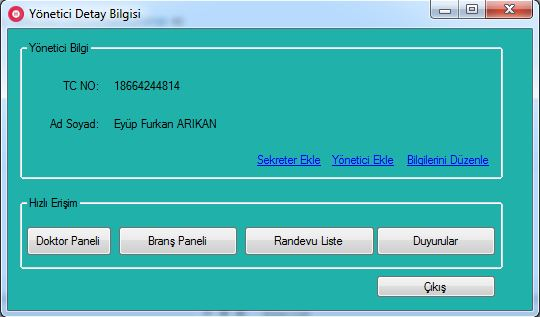 Yönetici Detay Bilgisi
Yönetici Bilgi
TC NO: 18664244814
Ad Soyad: Eyüp Furkan ARIKAN
Sekreter Ekle Yönetici Ekle Bilgilerini Düzenle
Hızlı Erişim
Doktor Paneli Branş Paneli Randevu Liste Duyurular
Çıkış